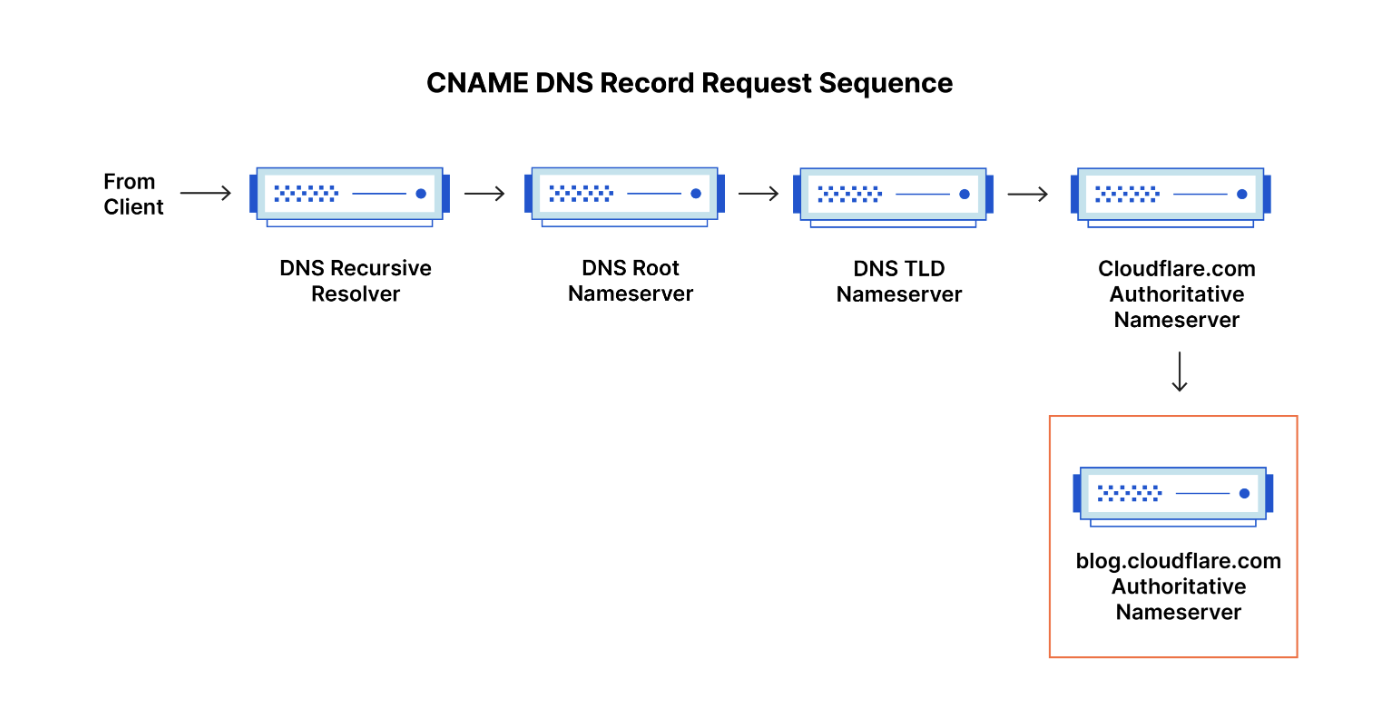 CNAME DNS Record Request Sequence
From
Client
DNS Recursive
Resolver
DNS Root
Nameserver
DNS TLD
Nameserver
Cloudflare.com
Authoritative
Nameserver
blog.cloudflare.com
Authoritative
Nameserver